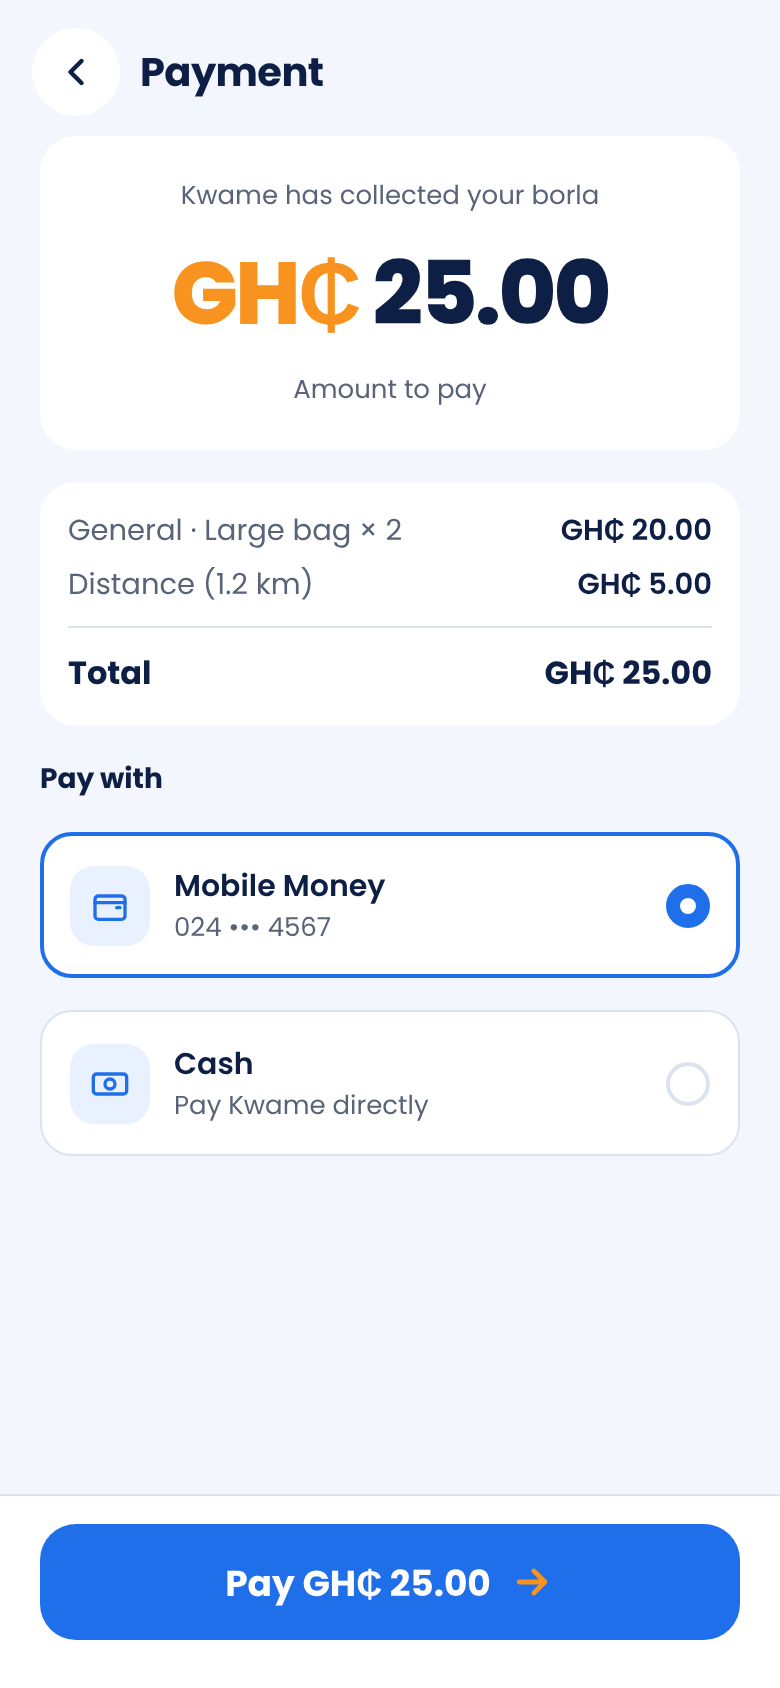 Payment
Kwame has collected your borla
GH₵ 25.00
Amount to pay
General · Large bag × 2 GH₵ 20.00
Distance (1.2 km) GH₵ 5.00
Total GH₵ 25.00
Pay with
Mobile Money
024 ••• 4567
Cash
Pay Kwame directly
Pay GH₵ 25.00 →